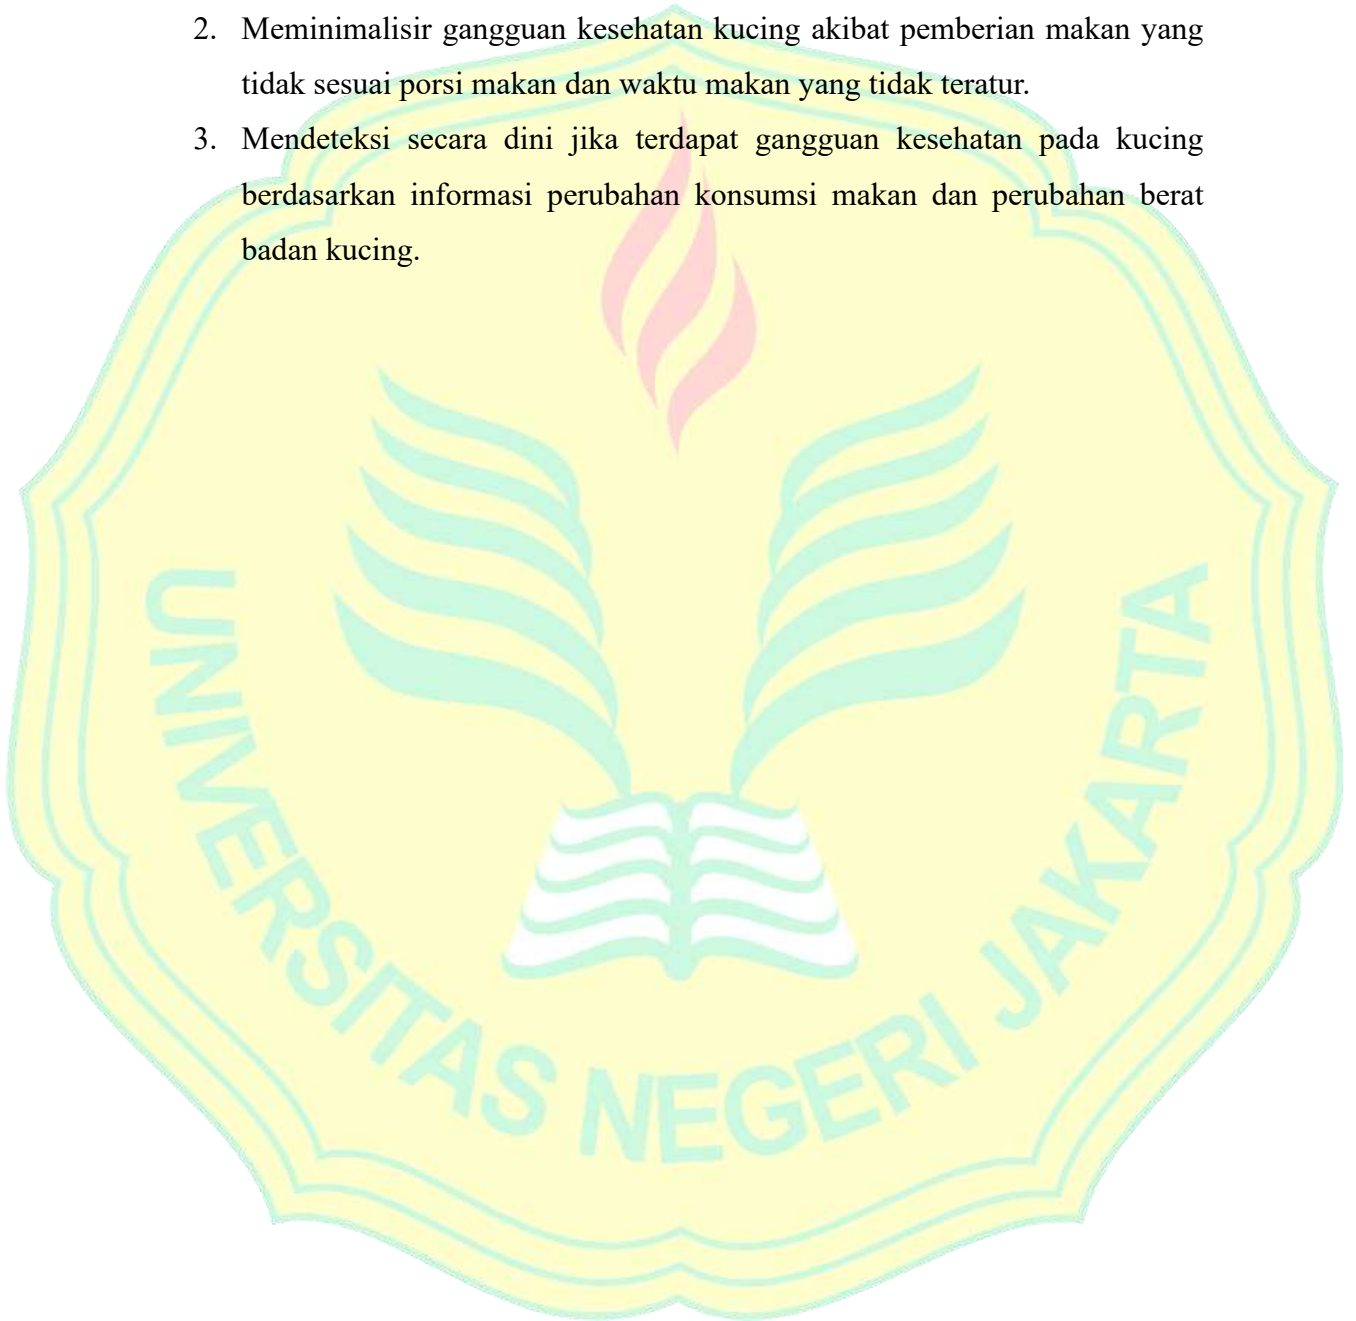 2. Meminimalisir gangguan kesehatan kucing akibat pemberian makan yang
tidak sesuai porsi makan dan waktu makan yang tidak teratur.
3. Mendeteksi secara dini jika terdapat gangguan kesehatan pada kucing
berdasarkan informasi perubahan konsumsi makan dan perubahan berat
badan kucing.
UNIVERSITAS NEGERI JAKARTA